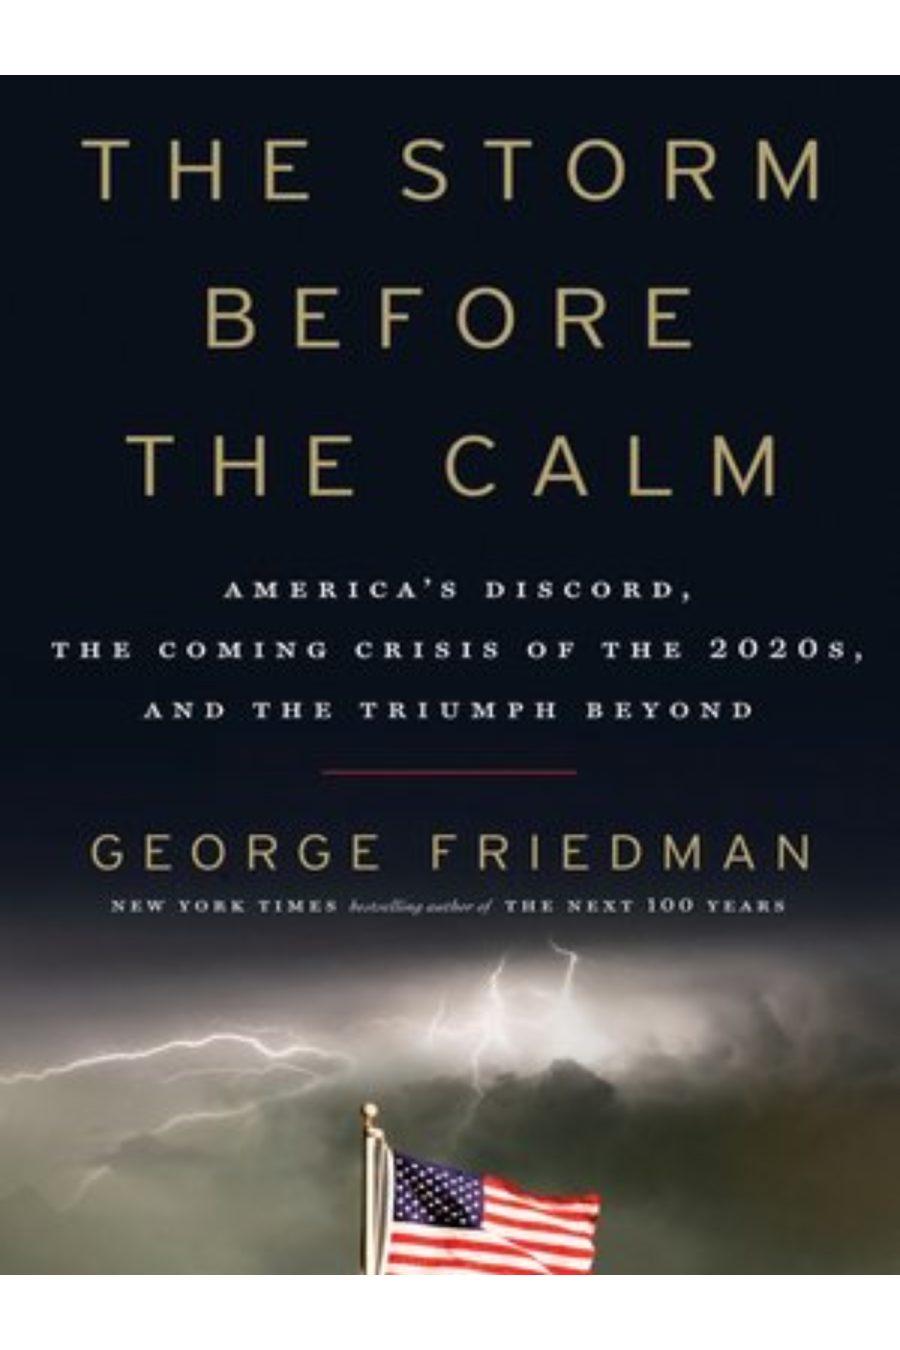 THE STORM
BEFORE
THE CALM
AMERICA'S DISCORD,
THE COMING CRISIS OF THE 2020s,
AND THE TRIUMPH BEYOND
GEORGE FRIEDMAN
NEW YORK TIMES bestselling author of THE NEXT 100 YEARS